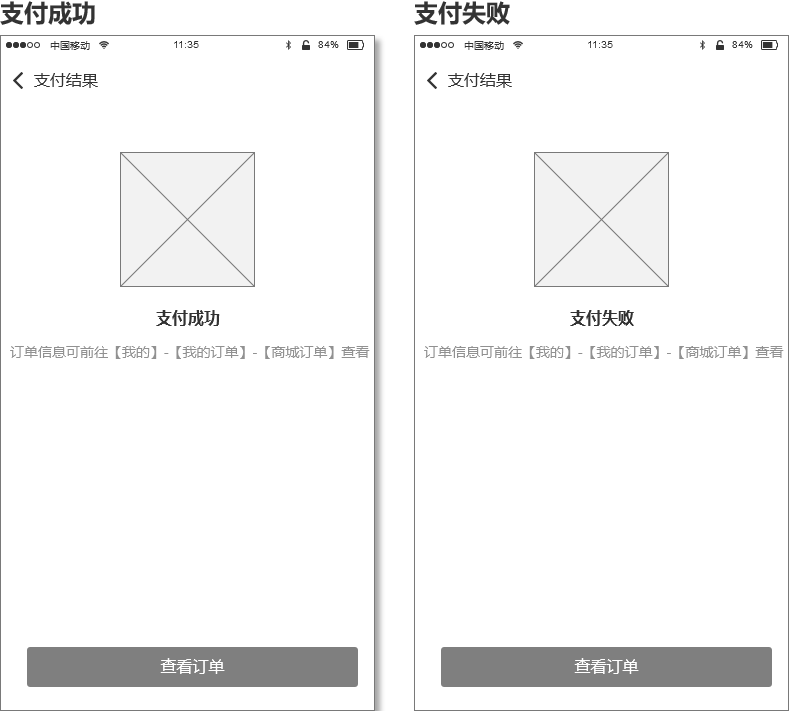 支付成功
中国移动 11:35 84%
支付结果
支付成功
订单信息可前往【我的】-【我的订单】-【商城订单】查看
查看订单
支付失败
中国移动 11:35 84%
支付结果
支付失败
订单信息可前往【我的】-【我的订单】-【商城订单】查看
查看订单